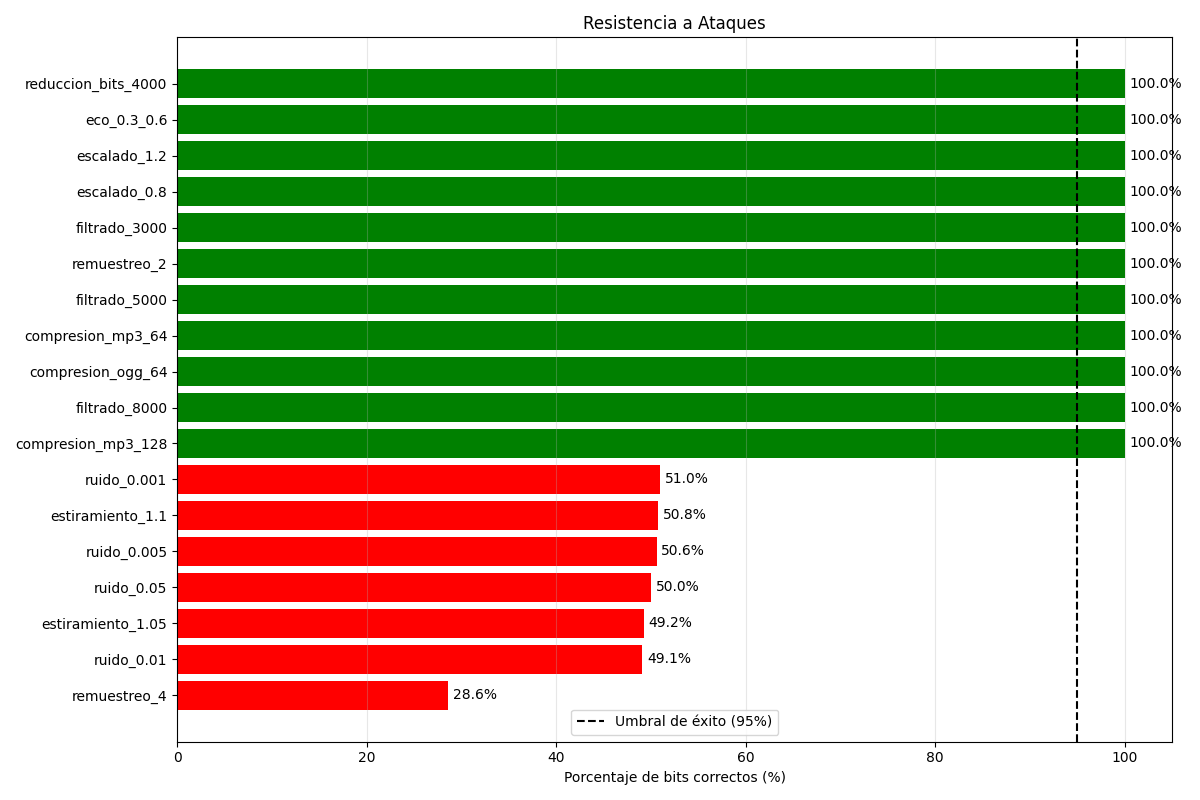 Resistencia a Ataques
reduccion_bits_4000 100.0%
eco_0.3_0.6 100.0%
escalado_1.2 100.0%
escalado_0.8 100.0%
filtrado_3000 100.0%
remuestreo_2 100.0%
filtrado_5000 100.0%
compresion_mp3_64 100.0%
compresion_ogg_64 100.0%
filtrado_8000 100.0%
compresion_mp3_128 100.0%
ruido_0.001 51.0%
estiramiento_1.1 50.8%
ruido_0.005 50.6%
ruido_0.05 50.0%
estiramiento_1.05 49.2%
ruido_0.01 49.1%
remuestreo_4 28.6%
Umbral de éxito (95%)
0 20 40 60 80 100
Porcentaje de bits correctos (%)